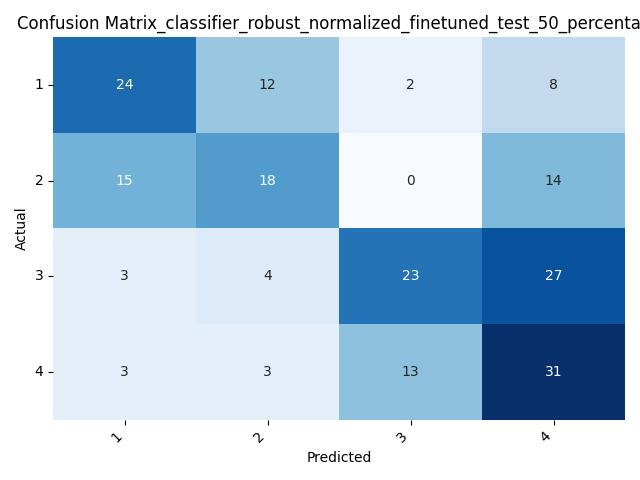 Confusion Matrix_classifier_robust_normalized_finetuned_test_50_percenta
1 24 12 2 8
2 15 18 0 14
3 3 4 23 27
4 3 3 13 31
Actual
1 2 3 4
Predicted